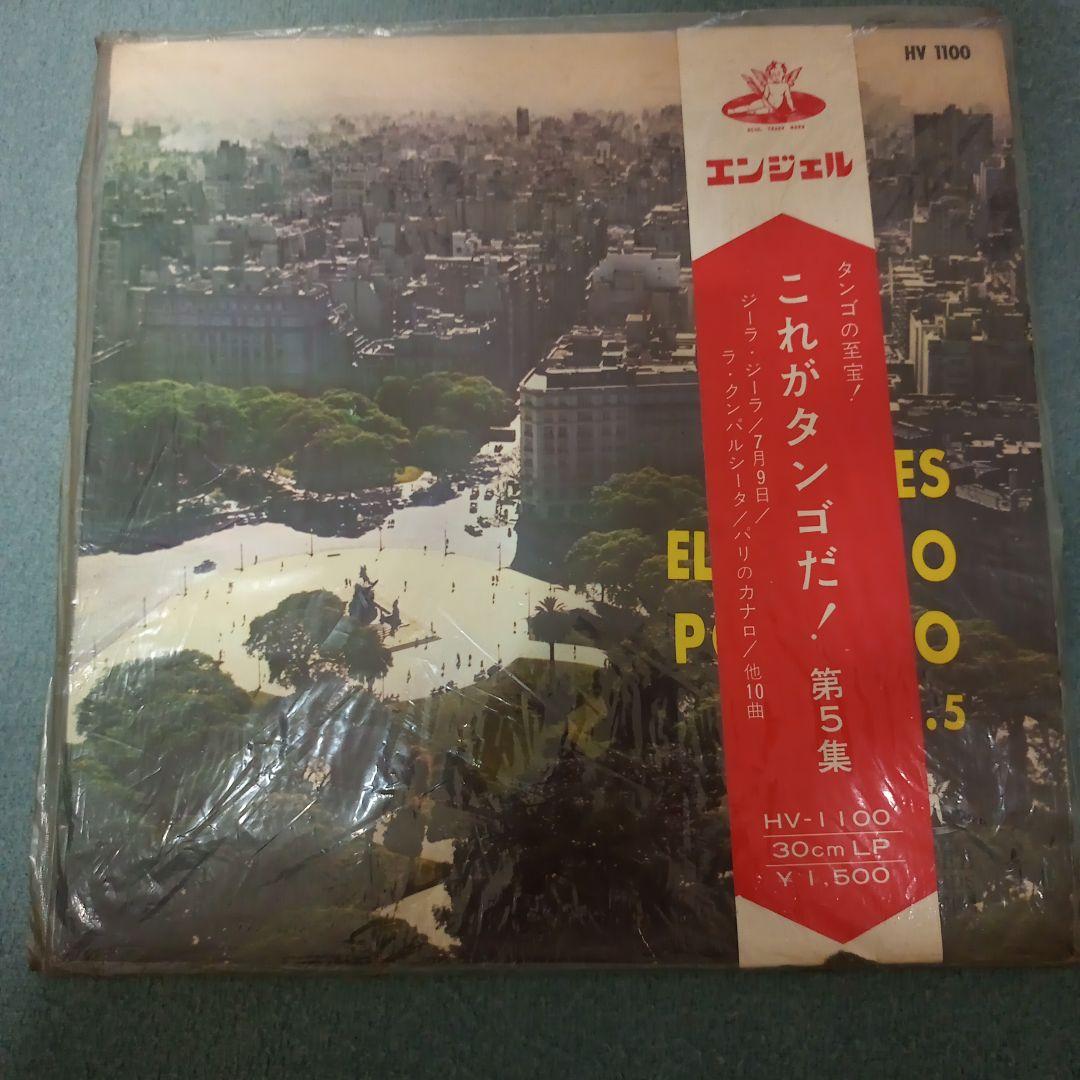 HV 1100
エンジェル
タンゴの至宝!
これがタンゴだ! 第5集
ジーラ・ジーラ/7月9日/
ラ・クンパルシータ/パリのカナロ/他10曲
ES
EL
O
P
O
.5
HV-1100
30cm LP
¥ 1,500